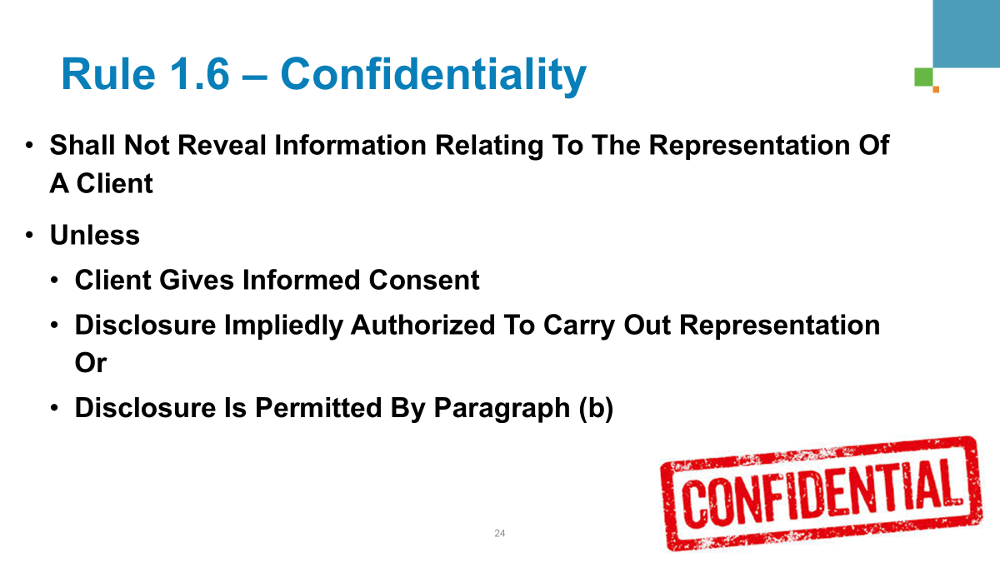 Rule 1.6 – Confidentiality
• Shall Not Reveal Information Relating To The Representation Of
A Client
• Unless
• Client Gives Informed Consent
• Disclosure Impliedly Authorized To Carry Out Representation
Or
• Disclosure Is Permitted By Paragraph (b)
CONFIDENTIAL
24